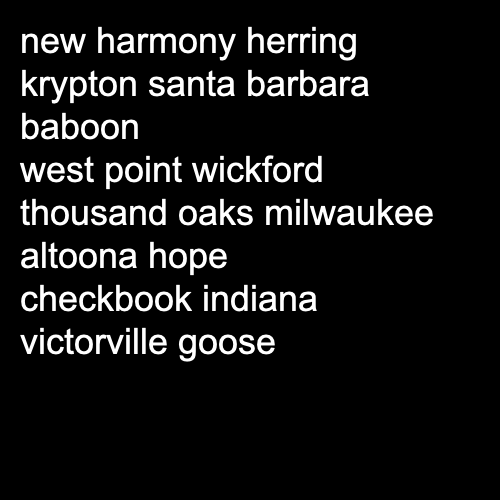 new harmony herring
krypton santa barbara
baboon
west point wickford
thousand oaks milwaukee
altoona hope
checkbook indiana
victorville goose